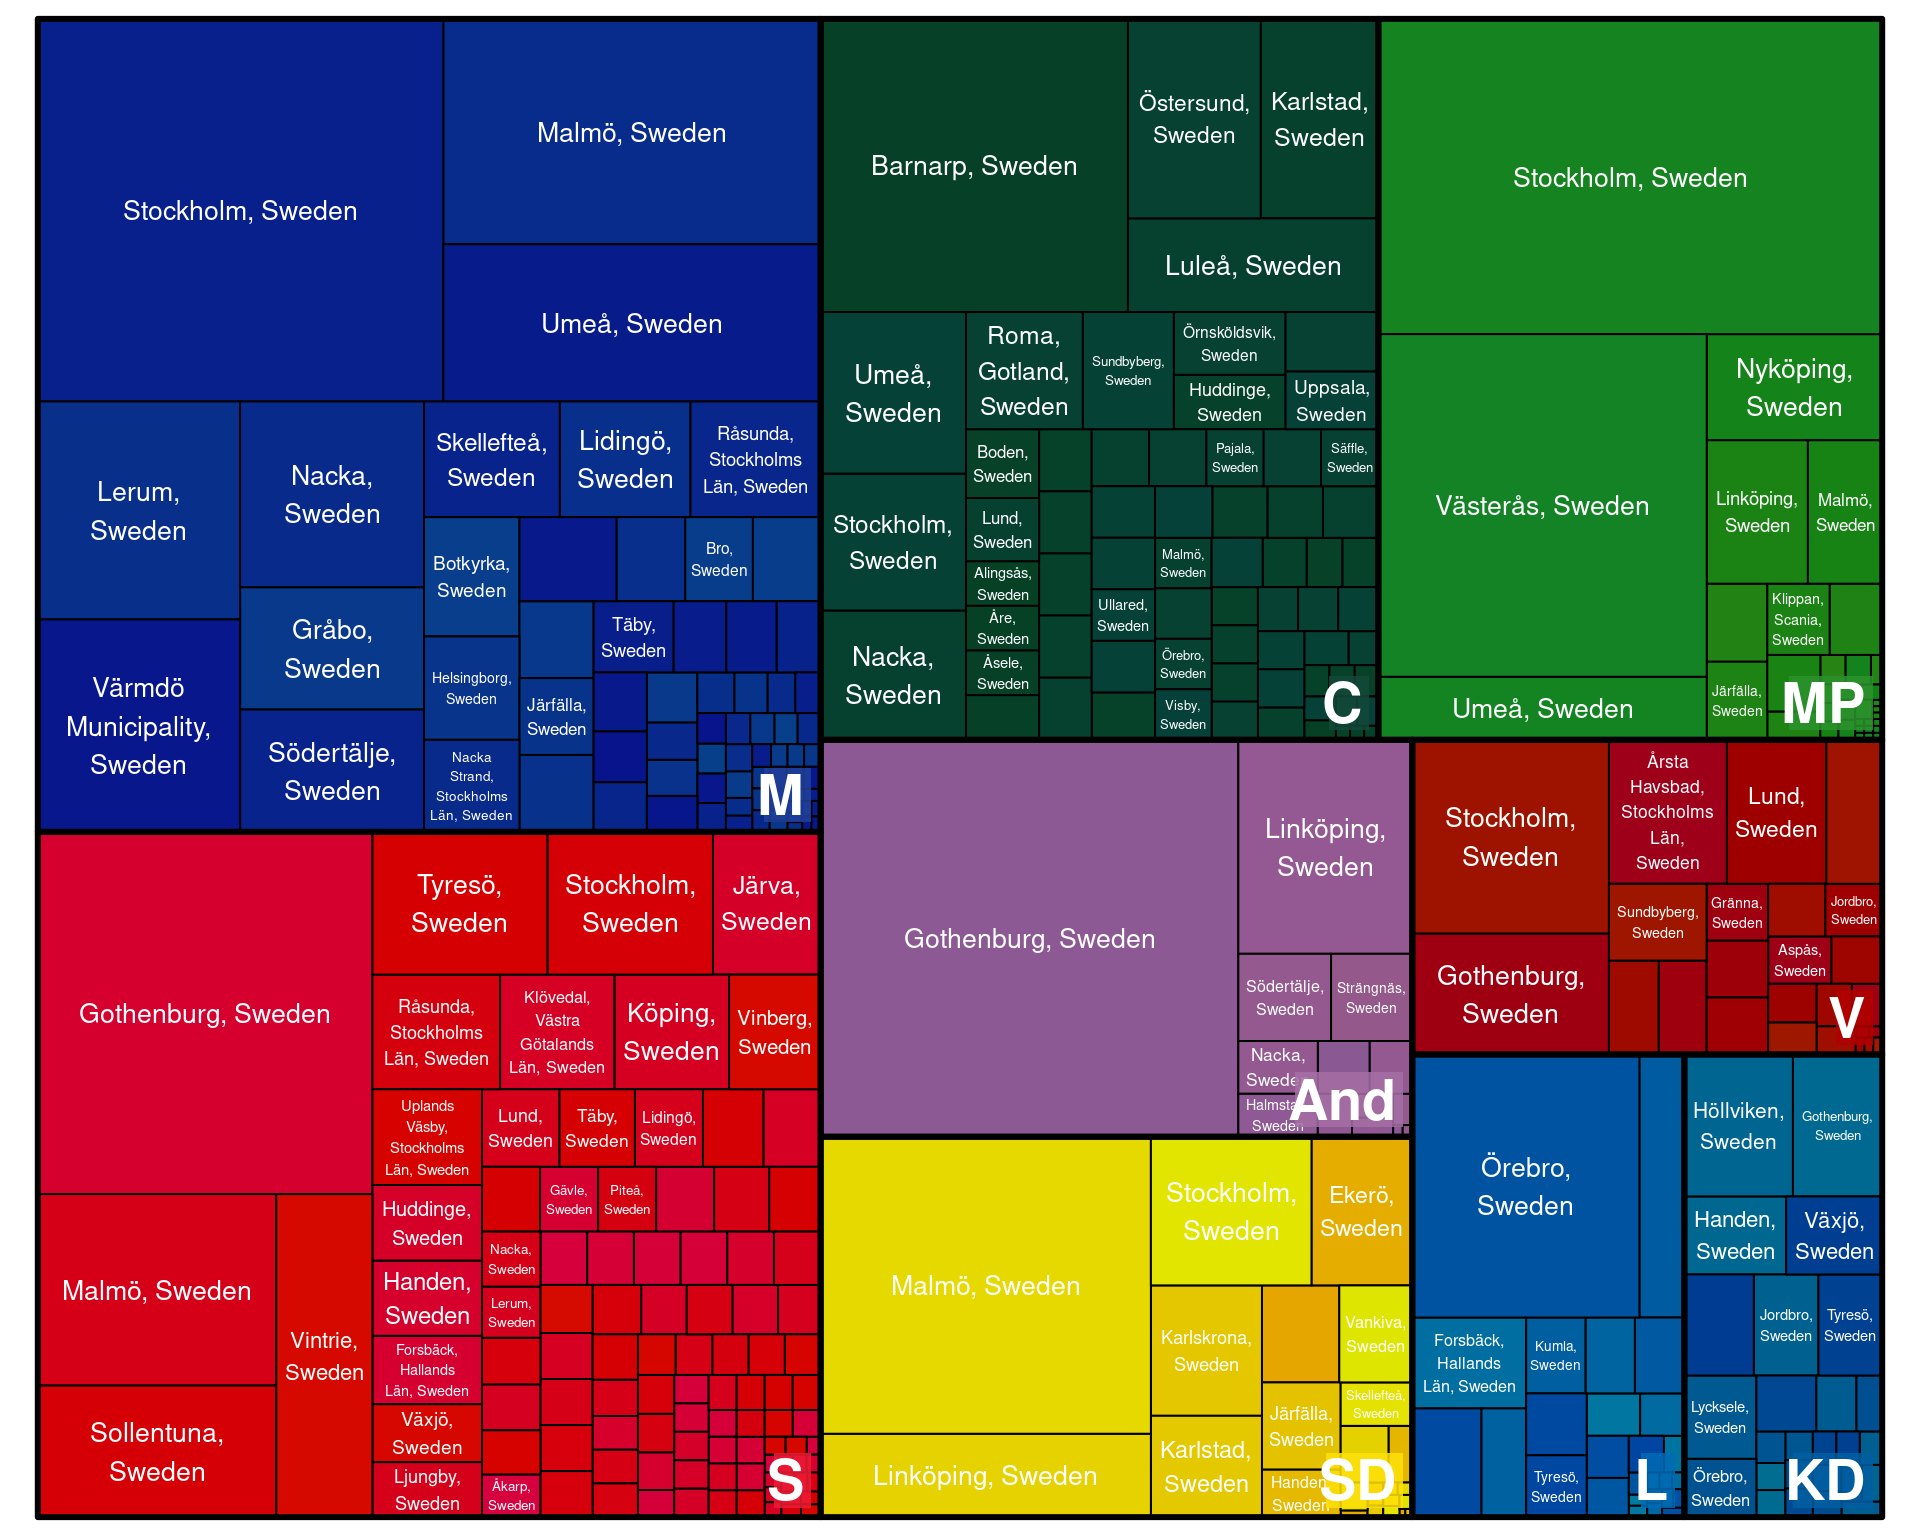 Stockholm, Sweden
Malmö, Sweden
Umeå, Sweden
Lerum,
Sweden
Värmdö
Municipality,
Sweden
Nacka,
Sweden
Gråbo,
Sweden
Södertälje,
Sweden
Skellefteå,
Sweden
Lidingö,
Sweden
Råsunda,
Stockholms
Län, Sweden
Botkyrka,
Sweden
Helsingborg,
Sweden
Nacka
Strand,
Stockholms
Län, Sweden
Bro,
Sweden
Täby,
Sweden
Järfälla,
Sweden
M
Barnarp, Sweden
Östersund,
Sweden
Karlstad,
Sweden
Luleå, Sweden
Umeå,
Sweden
Stockholm,
Sweden
Nacka,
Sweden
Roma,
Gotland,
Sweden
Sundbyberg,
Sweden
Örnsköldsvik,
Sweden
Huddinge,
Sweden
Uppsala,
Sweden
Boden,
Sweden
Lund,
Sweden
Alingsås,
Sweden
Åre,
Sweden
Åsele,
Sweden
Pajala,
Sweden
Säffle,
Sweden
Malmö,
Sweden
Ullared,
Sweden
Örebro,
Sweden
Visby,
Sweden
C
Stockholm, Sweden
Västerås, Sweden
Umeå, Sweden
Nyköping,
Sweden
Linköping,
Sweden
Malmö,
Sweden
Klippan,
Scania,
Sweden
Järfälla,
Sweden
MP
Gothenburg, Sweden
Malmö, Sweden
Sollentuna,
Sweden
Vintrie,
Sweden
Tyresö,
Sweden
Stockholm,
Sweden
Järva,
Sweden
Råsunda,
Stockholms
Län, Sweden
Klövedal,
Västra
Götalands
Län, Sweden
Köping,
Sweden
Vinberg,
Sweden
Uplands
Väsby,
Stockholms
Län, Sweden
Huddinge,
Sweden
Handen,
Sweden
Forsbäck,
Hallands
Län, Sweden
Växjö,
Sweden
Ljungby,
Sweden
Lund,
Sweden
Täby,
Sweden
Lidingö,
Sweden
Gävle,
Sweden
Piteå,
Sweden
Nacka,
Sweden
Lerum,
Sweden
Åkarp,
Sweden
S
Gothenburg, Sweden
Linköping,
Sweden
Södertälje,
Sweden
Strängnäs,
Sweden
Nacka,
Sweden
Halmstad,
Sweden
And
Malmö, Sweden
Linköping, Sweden
Stockholm,
Sweden
Ekerö,
Sweden
Karlskrona,
Sweden
Karlstad,
Sweden
Vankiva,
Sweden
Järfälla,
Sweden
Skellefteå,
Sweden
Handen,
Sweden
SD
Stockholm,
Sweden
Gothenburg,
Sweden
Årsta
Havsbad,
Stockholms
Län,
Sweden
Lund,
Sweden
Sundbyberg,
Sweden
Gränna,
Sweden
Jordbro,
Sweden
Aspås,
Sweden
V
Örebro,
Sweden
Forsbäck,
Hallands
Län, Sweden
Kumla,
Sweden
Tyresö,
Sweden
L
Höllviken,
Sweden
Gothenburg,
Sweden
Handen,
Sweden
Växjö,
Sweden
Jordbro,
Sweden
Tyresö,
Sweden
Lycksele,
Sweden
Örebro,
Sweden
KD